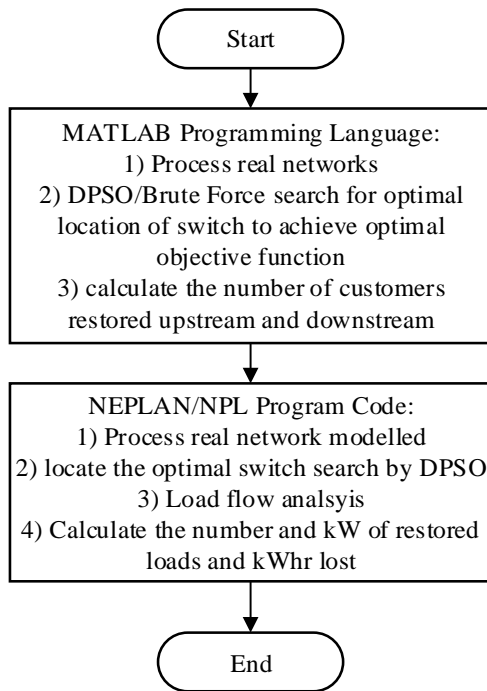 Start
MATLAB Programming Language:
1) Process real networks
2) DPSO/Brute Force search for optimal
location of switch to achieve optimal
objective function
3) calculate the number of customers
restored upstream and downstream
NEPLAN/NPL Program Code:
1) Process real network modelled
2) locate the optimal switch search by DPSO
3) Load flow analsyis
4) Calculate the number and kW of restored
loads and kWhr lost
End